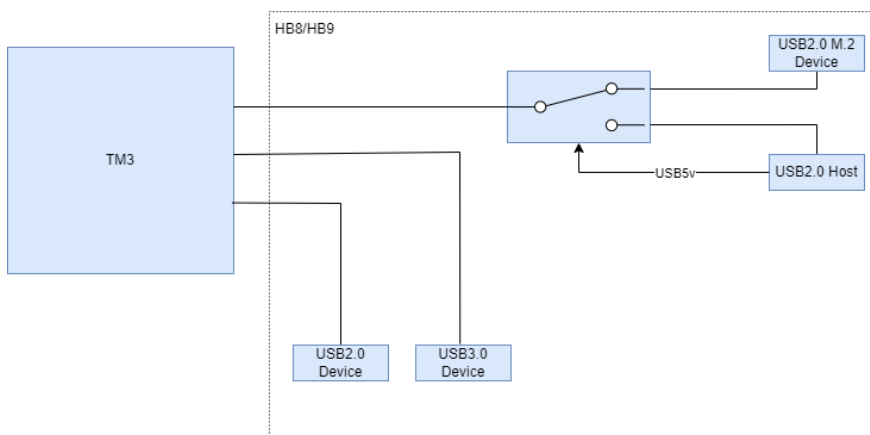 HB8/HB9
USB2.0 M.2
Device
TM3
USB5v
USB2.0 Host
USB2.0
Device
USB3.0
Device